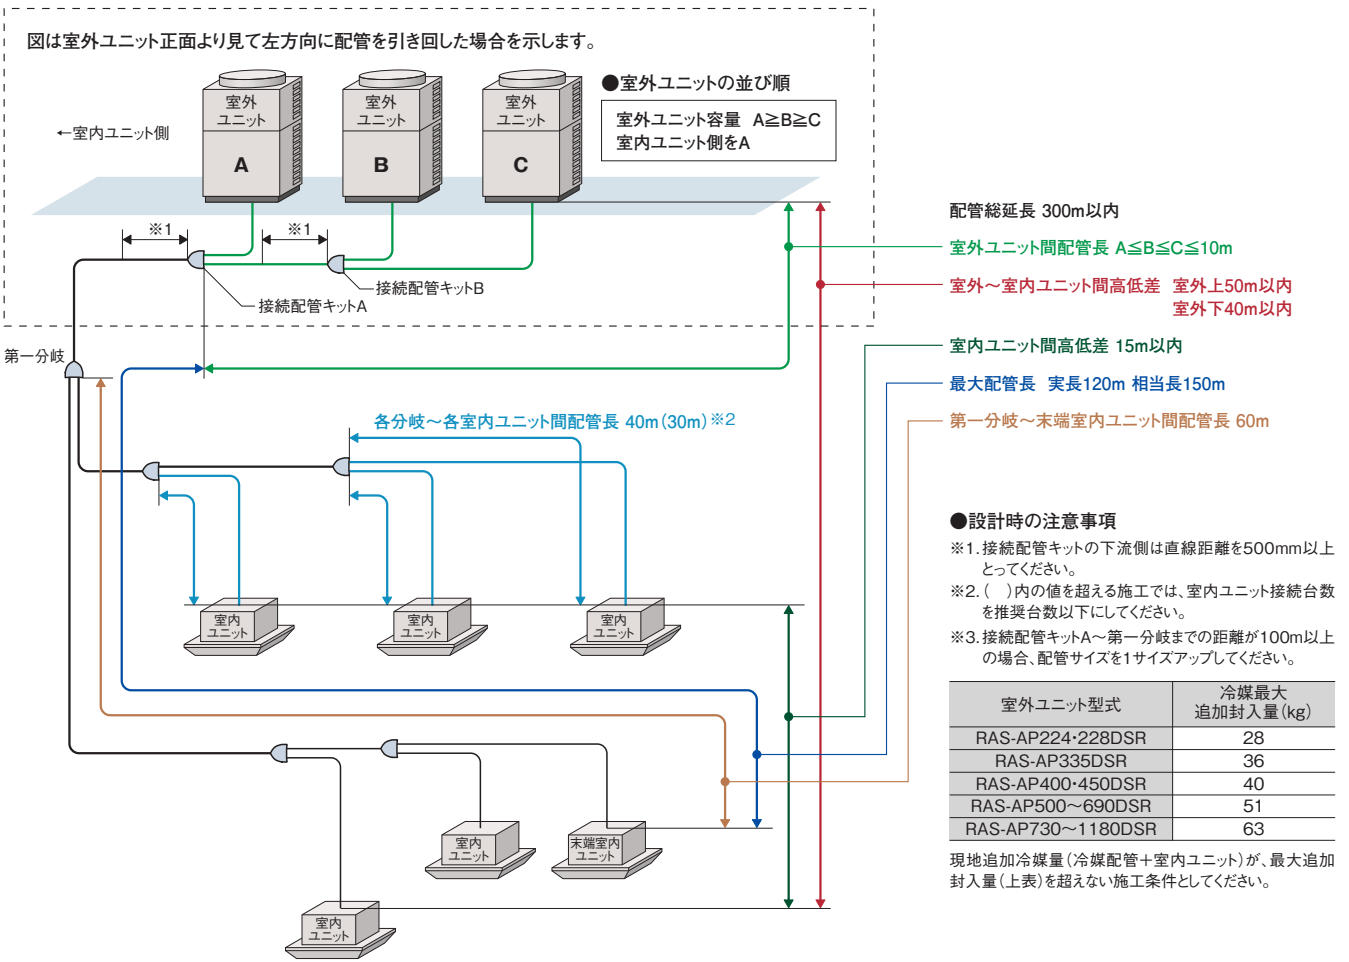 図は室外ユニット正面より見て左方向に配管を引き回した場合を示します。
●室外ユニットの並び順
室外ユニット容量 A≧B≧C
室内ユニット側をA
←室内ユニット側
室外
ユニット
A
室外
ユニット
B
室外
ユニット
C
※1
※1
接続配管キットB
接続配管キットA
第一分岐
配管総延長 300m以内
室外ユニット間配管長 A≦B≦C≦10m
室外～室内ユニット間高低差 室外上50m以内
室外下40m以内
室内ユニット間高低差 15m以内
最大配管長 実長120m 相当長150m
第一分岐～末端室内ユニット間配管長 60m
各分岐～各室内ユニット間配管長 40m(30m)※2
室内
ユニット
室内
ユニット
室内
ユニット
室内
ユニット
末端室内
ユニット
室内
ユニット
●設計時の注意事項
※1.接続配管キットの下流側は直線距離を500mm以上
とってください。
※2.( )内の値を超える施工では、室内ユニット接続台数
を推奨台数以下にしてください。
※3.接続配管キットA～第一分岐までの距離が100m以上
の場合、配管サイズを1サイズアップしてください。
室外ユニット型式 冷媒最大
追加封入量(kg)
RAS-AP224・228DSR 28
RAS-AP335DSR 36
RAS-AP400・450DSR 40
RAS-AP500～690DSR 51
RAS-AP730～1180DSR 63
現地追加冷媒量(冷媒配管＋室内ユニット)が、最大追加
封入量(上表)を超えない施工条件としてください。